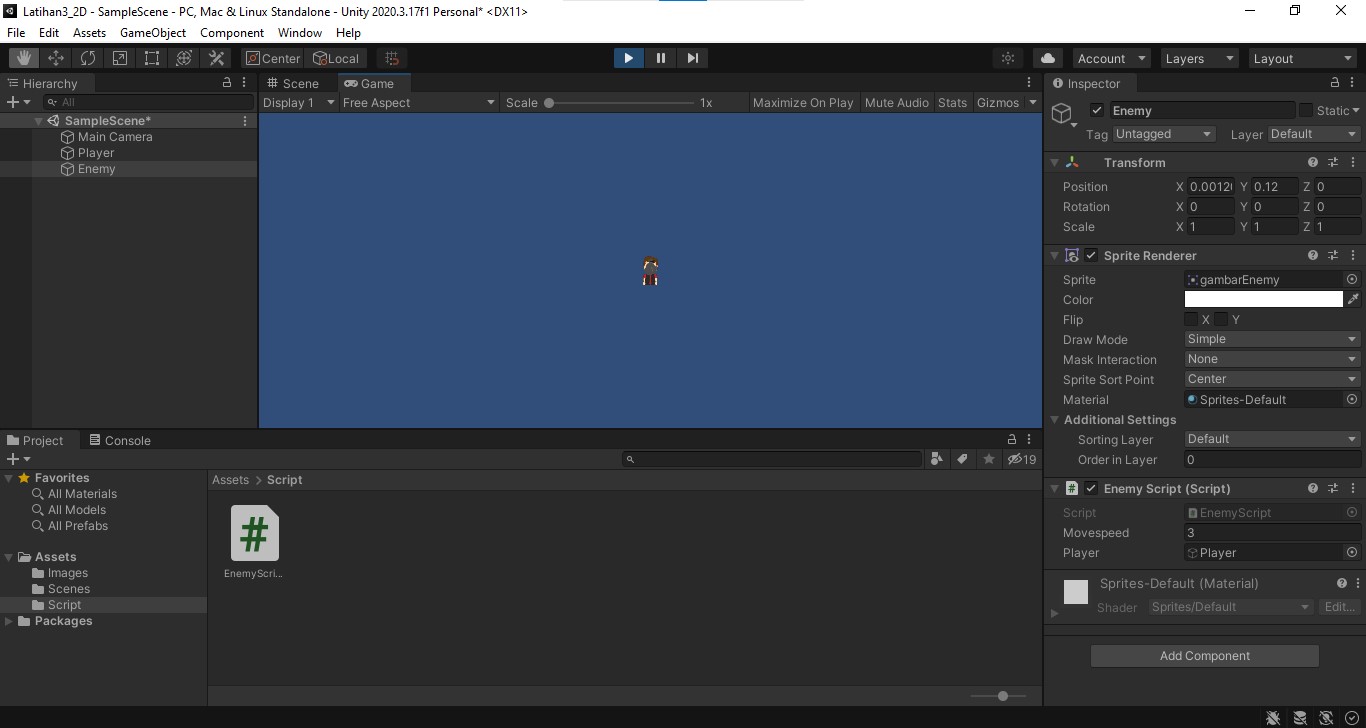 Latihan3_2D - SampleScene - PC, Mac & Linux Standalone - Unity 2020.3.17f1 Personal* <DX11>
File Edit Assets GameObject Component Window Help
Center Local Account Layers Layout
Hierarchy
All
SampleScene*
Main Camera
Player
Enemy
Scene Game
Display 1 Free Aspect Scale 1x Maximize On Play Mute Audio Stats Gizmos
Inspector
Enemy Static
Tag Untagged Layer Default
Transform
Position X 0.00120 Y 0.12 Z 0
Rotation X 0 Y 0 Z 0
Scale X 1 Y 1 Z 1
Sprite Renderer
Sprite gambarEnemy
Color
Flip X Y
Draw Mode Simple
Mask Interaction None
Sprite Sort Point Center
Material Sprites-Default
Additional Settings
Sorting Layer Default
Order in Layer 0
Enemy Script (Script)
Script EnemyScript
Movespeed 3
Player Player
Sprites-Default (Material)
Shader Sprites/Default Edit...
Add Component
Project Console
19
Favorites
All Materials
All Models
All Prefabs
Assets
Images
Scenes
Script
Packages
Assets > Script
#
EnemyScri...